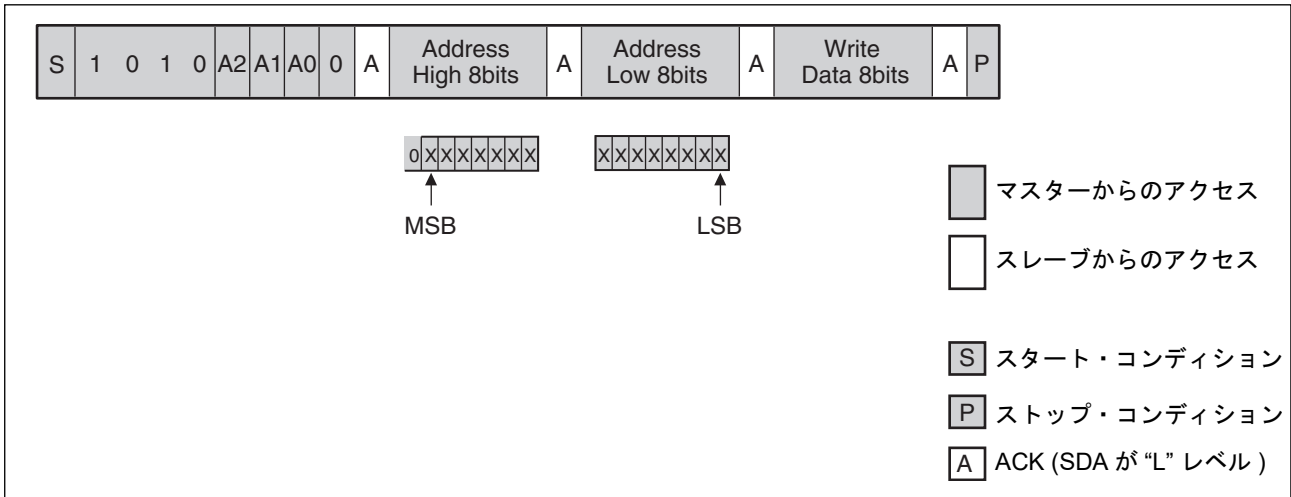 S 1 0 1 0 A2 A1 A0 0 A Address High 8bits A Address Low 8bits A Write Data 8bits A P
0 X X X X X X X X X X X X X X X
MSB LSB
マスターからのアクセス
スレーブからのアクセス
S スタート・コンディション
P ストップ・コンディション
A ACK (SDA が “L” レベル )